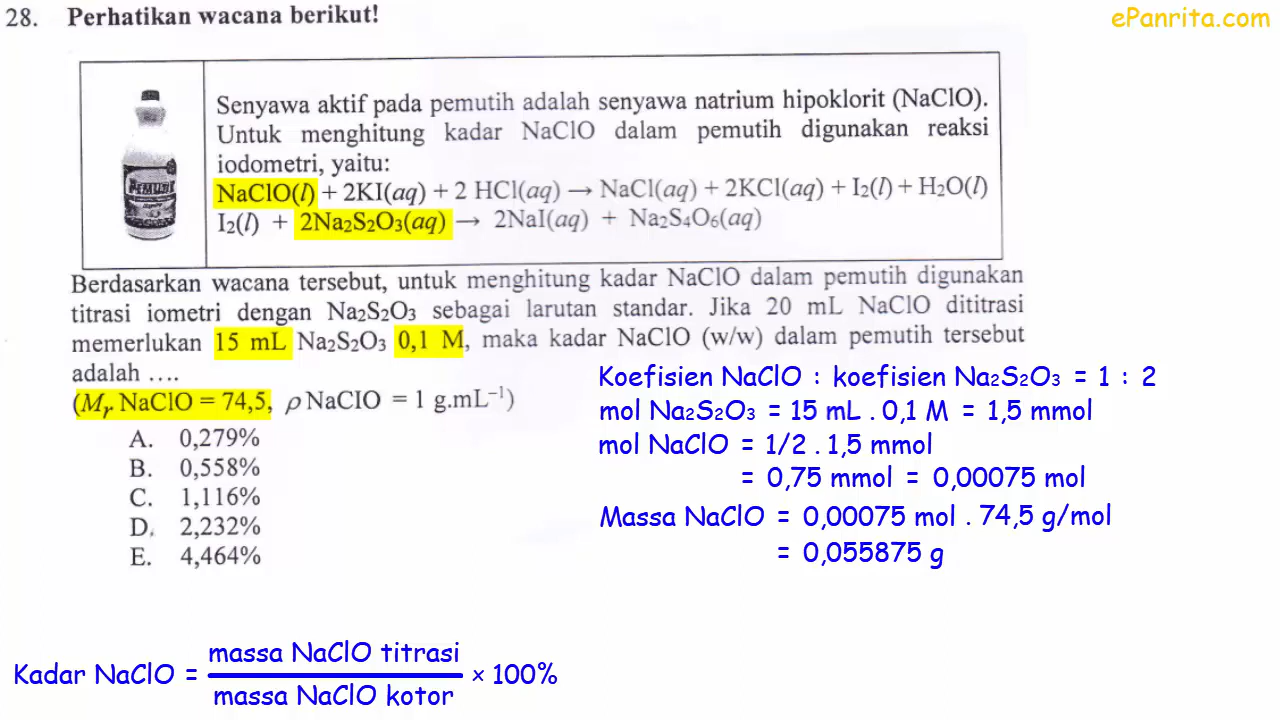 ePanrita.com
28. Perhatikan wacana berikut!
PEMUTIH
Senyawa aktif pada pemutih adalah senyawa natrium hipoklorit (NaClO).
Untuk menghitung kadar NaClO dalam pemutih digunakan reaksi
iodometri, yaitu:
NaClO(l) + 2KI(aq) + 2 HCl(aq) → NaCl(aq) + 2KCl(aq) + I₂(l) + H₂O(l)
I₂(l) + 2Na₂S₂O₃(aq) → 2NaI(aq) + Na₂S₄O₆(aq)
Berdasarkan wacana tersebut, untuk menghitung kadar NaClO dalam pemutih digunakan
titrasi iometri dengan Na₂S₂O₃ sebagai larutan standar. Jika 20 mL NaClO dititrasi
memerlukan 15 mL Na₂S₂O₃ 0,1 M, maka kadar NaClO (w/w) dalam pemutih tersebut
adalah ….
(Mᵣ NaClO = 74,5, ρ NaClO = 1 g.mL⁻¹)
A. 0,279%
B. 0,558%
C. 1,116%
D. 2,232%
E. 4,464%
Koefisien NaClO : koefisien Na₂S₂O₃ = 1 : 2
mol Na₂S₂O₃ = 15 mL . 0,1 M = 1,5 mmol
mol NaClO = 1/2 . 1,5 mmol
= 0,75 mmol = 0,00075 mol
Massa NaClO = 0,00075 mol . 74,5 g/mol
= 0,055875 g
Kadar NaClO = massa NaClO titrasi / massa NaClO kotor × 100%